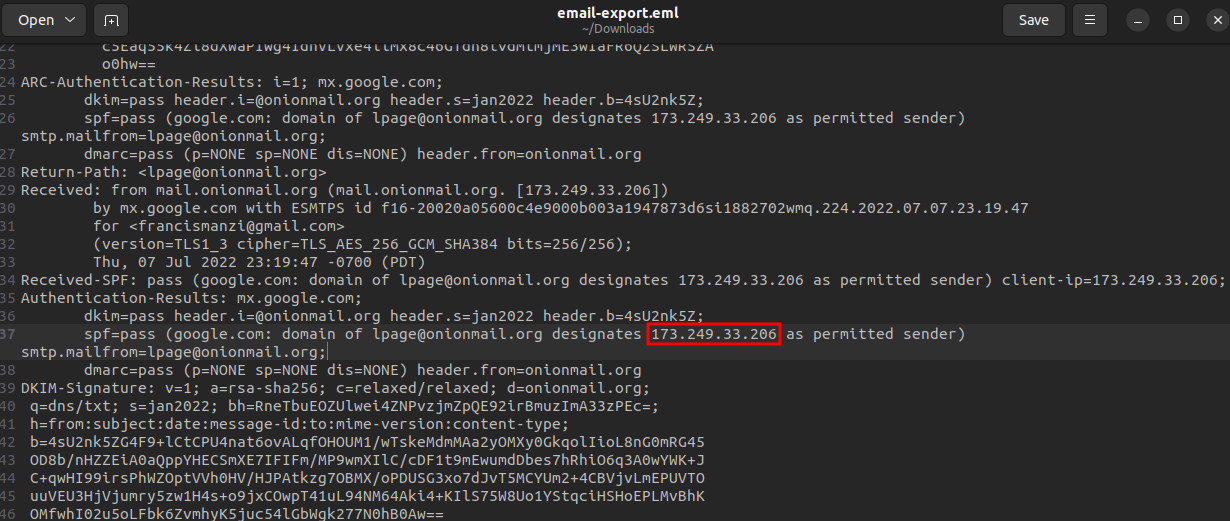 Open
email-export.eml
~/Downloads
Save
22 c5Eaq55k4Zt8dXWaPIwg4IdhvLVxe4ttMx8c46GTdh8tvdMtMjME3WIaFR6Q2SLWRSZA
23 o0hw==
24 ARC-Authentication-Results: i=1; mx.google.com;
25 dkim=pass header.i=@onionmail.org header.s=jan2022 header.b=4sU2nk5Z;
26 spf=pass (google.com: domain of lpage@onionmail.org designates 173.249.33.206 as permitted sender)
smtp.mailfrom=lpage@onionmail.org;
27 dmarc=pass (p=NONE sp=NONE dis=NONE) header.from=onionmail.org
28 Return-Path: <lpage@onionmail.org>
29 Received: from mail.onionmail.org (mail.onionmail.org. [173.249.33.206])
30 by mx.google.com with ESMTPS id f16-20020a05600c4e9000b003a1947873d6si1882702wmq.224.2022.07.07.23.19.47
31 for <francismanzi@gmail.com>
32 (version=TLS1_3 cipher=TLS_AES_256_GCM_SHA384 bits=256/256);
33 Thu, 07 Jul 2022 23:19:47 -0700 (PDT)
34 Received-SPF: pass (google.com: domain of lpage@onionmail.org designates 173.249.33.206 as permitted sender) client-ip=173.249.33.206;
35 Authentication-Results: mx.google.com;
36 dkim=pass header.i=@onionmail.org header.s=jan2022 header.b=4sU2nk5Z;
37 spf=pass (google.com: domain of lpage@onionmail.org designates 173.249.33.206 as permitted sender)
smtp.mailfrom=lpage@onionmail.org;
38 dmarc=pass (p=NONE sp=NONE dis=NONE) header.from=onionmail.org
39 DKIM-Signature: v=1; a=rsa-sha256; c=relaxed/relaxed; d=onionmail.org;
40 q=dns/txt; s=jan2022; bh=RneTbuEOZUlwei4ZNPvzjmZpQE92irBmuzImA33zPEc=;
41 h=from:subject:date:message-id:to:mime-version:content-type;
42 b=4sU2nk5ZG4F9+lCtCPU4nat6ovALqfOHOUM1/wTskeMdmMAa2yOMXy0GkqolIioL8nG0mRG45
43 OD8b/nHZZEiA0aQppYHECSmXE7IFIFm/MP9wmXIlC/cDF1t9mEwumdDbes7hRhiO6q3A0wYWK+J
44 C+qwHI99irsPhWZOptVVh0HV/HJPAtkzg7OBMX/oPDUSG3xo7dJvT5MCYUm2+4CBVjvLmEPUVTO
45 uuVEU3HjVjumry5zw1H4s+o9jxCOwpT41uL94NM64Aki4+KIlS75W8Uo1YStqciHSHoEPLMvBhK
46 OMfwhI02u5oLFbk6ZvmhyK5juc54lGbWgk277N0hB0Aw==